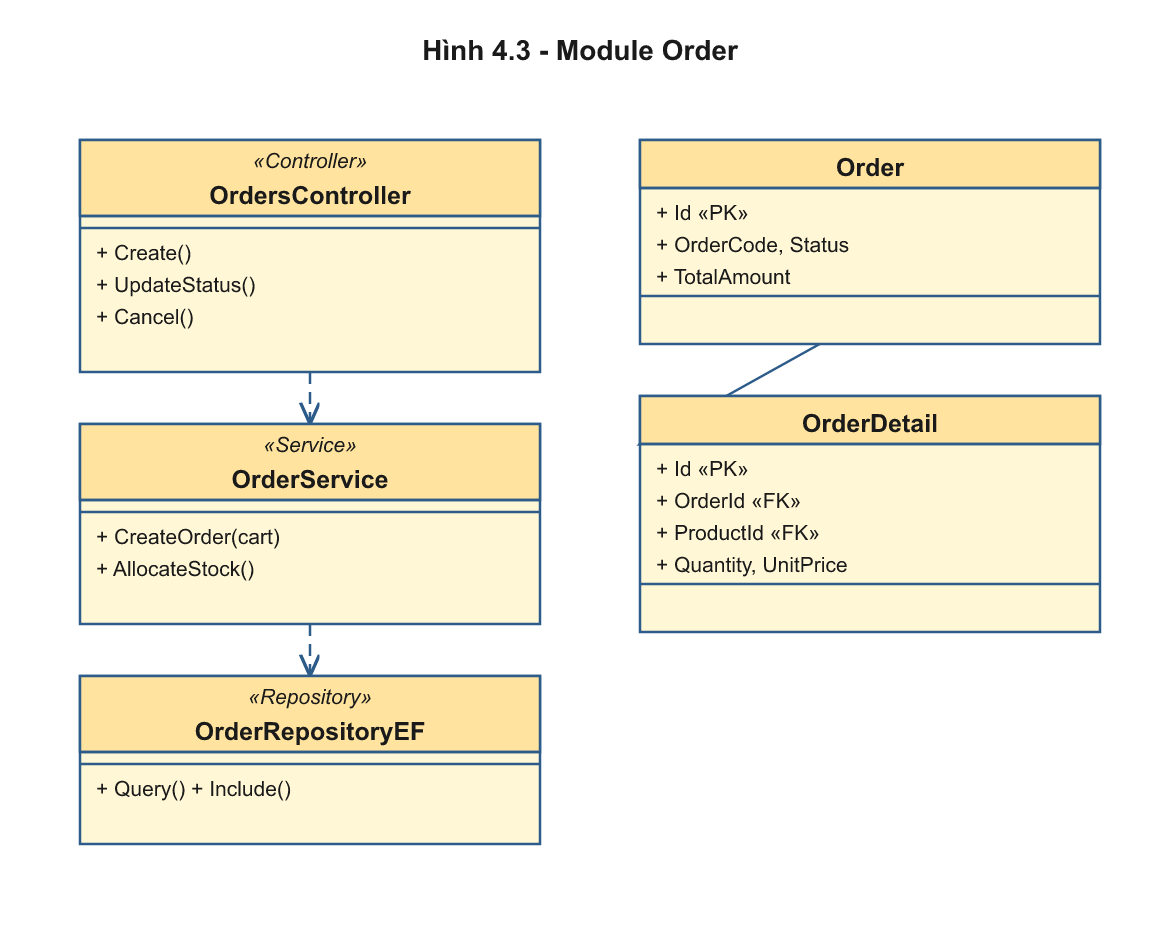 Hình 4.3 - Module Order
«Controller»
OrdersController
+ Create()
+ UpdateStatus()
+ Cancel()
«Service»
OrderService
+ CreateOrder(cart)
+ AllocateStock()
«Repository»
OrderRepositoryEF
+ Query() + Include()
Order
+ Id «PK»
+ OrderCode, Status
+ TotalAmount
OrderDetail
+ Id «PK»
+ OrderId «FK»
+ ProductId «FK»
+ Quantity, UnitPrice